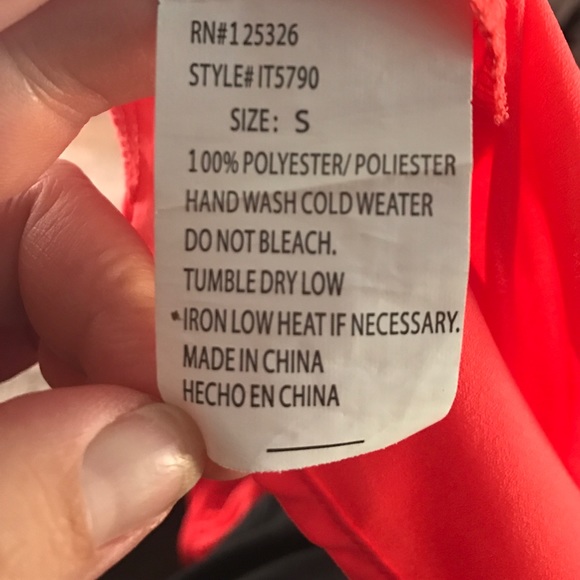 RN#125326
STYLE# IT5790
SIZE: S
100% POLYESTER/ POLIESTER
HAND WASH COLD WEATER
DO NOT BLEACH.
TUMBLE DRY LOW
*IRON LOW HEAT IF NECESSARY.
MADE IN CHINA
HECHO EN CHINA